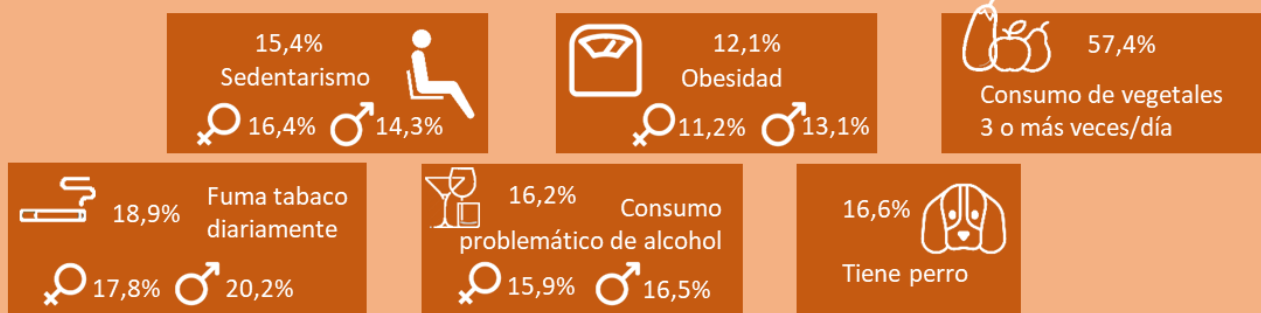 15,4%
Sedentarismo
16,4% 14,3%
12,1%
Obesidad
11,2% 13,1%
57,4%
Consumo de vegetales
3 o más veces/día
18,9%
Fuma tabaco
diariamente
17,8% 20,2%
16,2% Consumo
problemático de alcohol
15,9% 16,5%
16,6%
Tiene perro